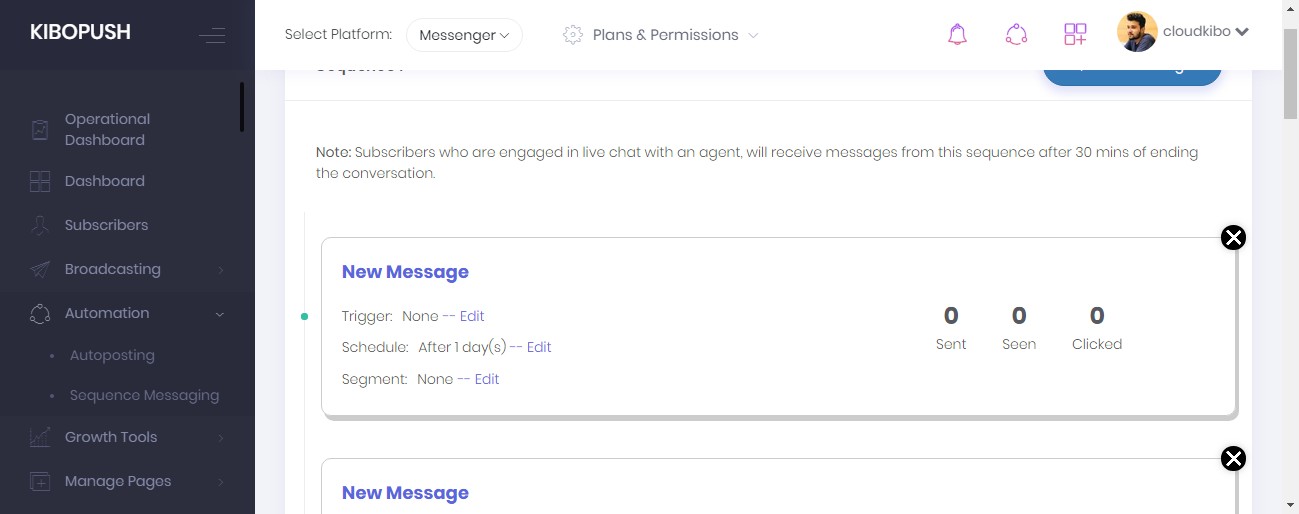 KIBOPUSH
Select Platform:
Messenger
Plans & Permissions
cloudkibo
Operational
Dashboard
Dashboard
Subscribers
Broadcasting
Automation
Autoposting
Sequence Messaging
Growth Tools
Manage Pages
Note: Subscribers who are engaged in live chat with an agent, will receive messages from this sequence after 30 mins of ending
the conversation.
New Message
Trigger: None -- Edit
Schedule: After 1 day(s) -- Edit
Segment: None -- Edit
0 0 0
Sent Seen Clicked
New Message